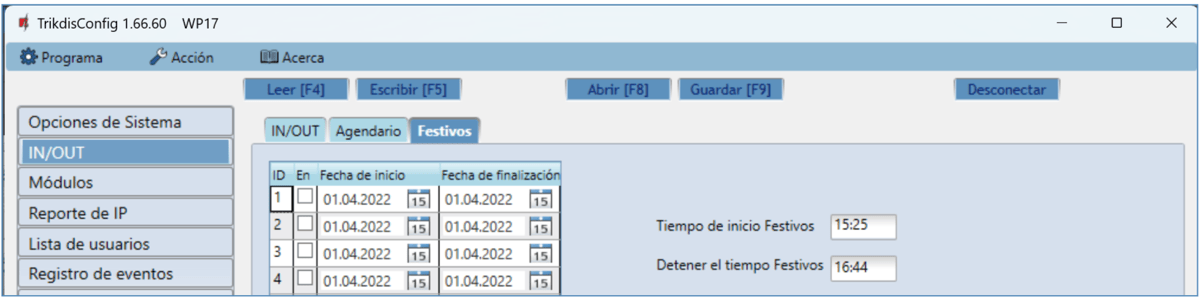 TrikdisConfig 1.66.60 WP17
Programa Acción Acerca
Leer [F4] Escribir [F5] Abrir [F8] Guardar [F9] Desconectar
Opciones de Sistema
IN/OUT
Módulos
Reporte de IP
Lista de usuarios
Registro de eventos
IN/OUT Agendario Festivos
ID En Fecha de inicio Fecha de finalización
1 01.04.2022 15 01.04.2022 15
2 01.04.2022 15 01.04.2022 15
3 01.04.2022 15 01.04.2022 15
4 01.04.2022 15 01.04.2022 15
Tiempo de inicio Festivos 15:25
Detener el tiempo Festivos 16:44